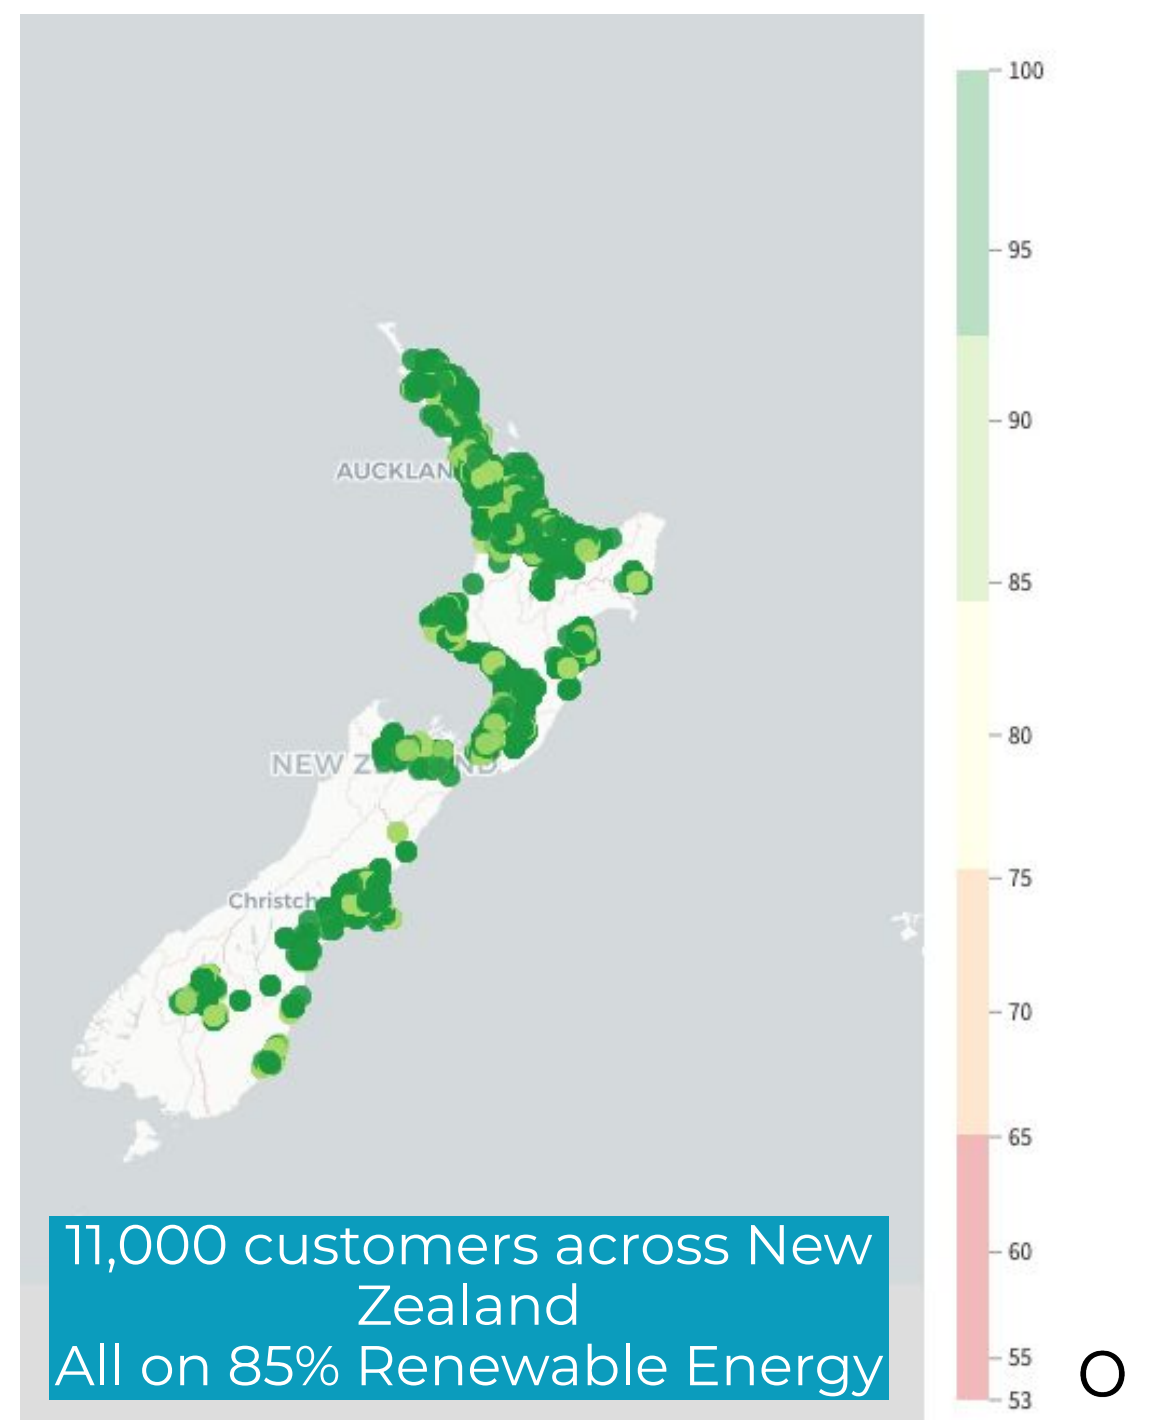 100
95
90
85
80
75
70
65
60
55
53
AUCKLAN
NEW Z ND
Christch
11,000 customers across New
Zealand
All on 85% Renewable Energy
O